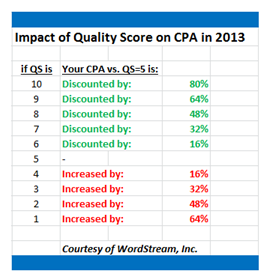 Impact of Quality Score on CPA in 2013
if QS is Your CPA vs. QS=5 is:
10 Discounted by: 80%
9 Discounted by: 64%
8 Discounted by: 48%
7 Discounted by: 32%
6 Discounted by: 16%
5 -
4 Increased by: 16%
3 Increased by: 32%
2 Increased by: 48%
1 Increased by: 64%
Courtesy of WordStream, Inc.